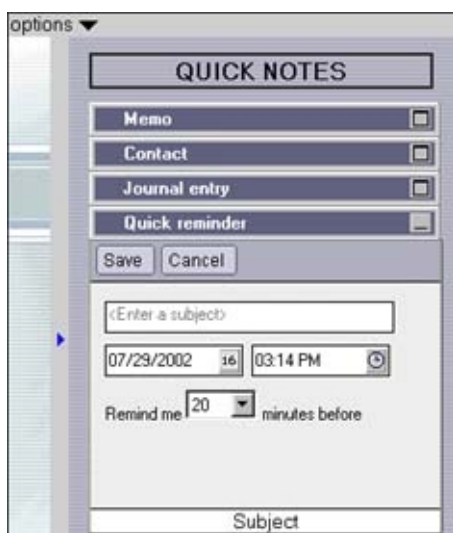 options
QUICK NOTES
Memo
Contact
Journal entry
Quick reminder
Save Cancel
<Enter a subject>
07/29/2002 16 03:14 PM
Remind me 20 minutes before
Subject